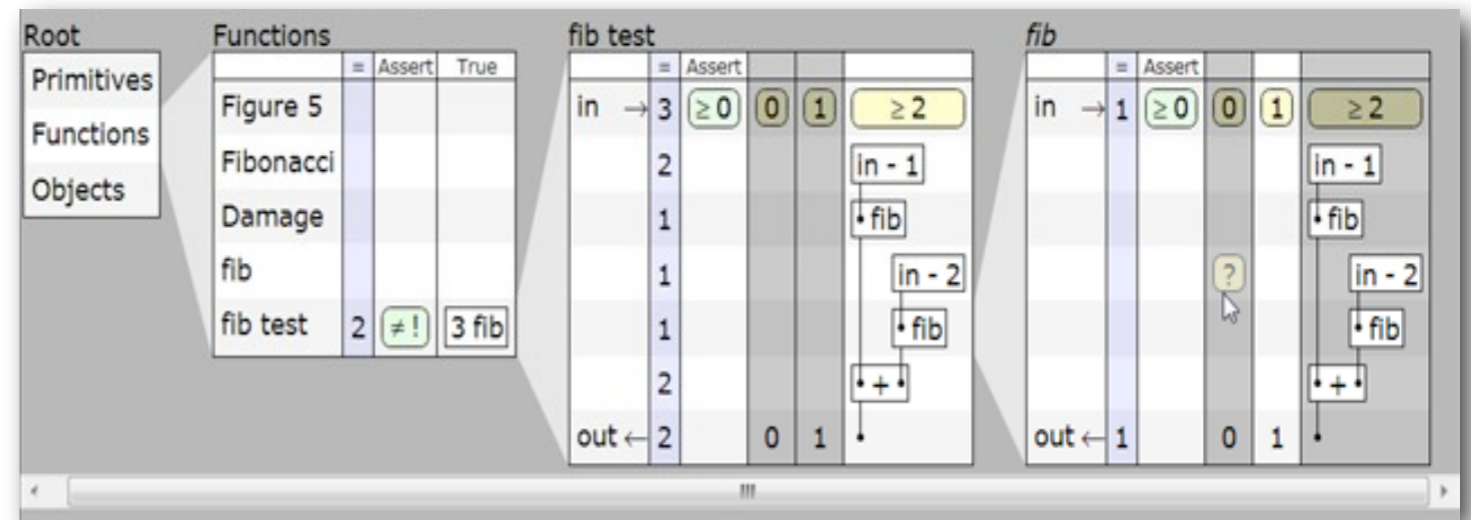 Root Functions fib test fib
= Assert True = Assert = Assert
Primitives
Functions
Objects
Figure 5 in → 3 ≥ 0 0 1 ≥ 2 in → 1 ≥ 0 0 1 ≥ 2
Fibonacci 2 in - 1 in - 1
Damage 1 • fib • fib
fib 1 in - 2 ? in - 2
fib test 2 ≠ ! 3 fib 1 • fib • fib
2 • + • • + •
out ← 2 0 1 • out ← 1 0 1 •